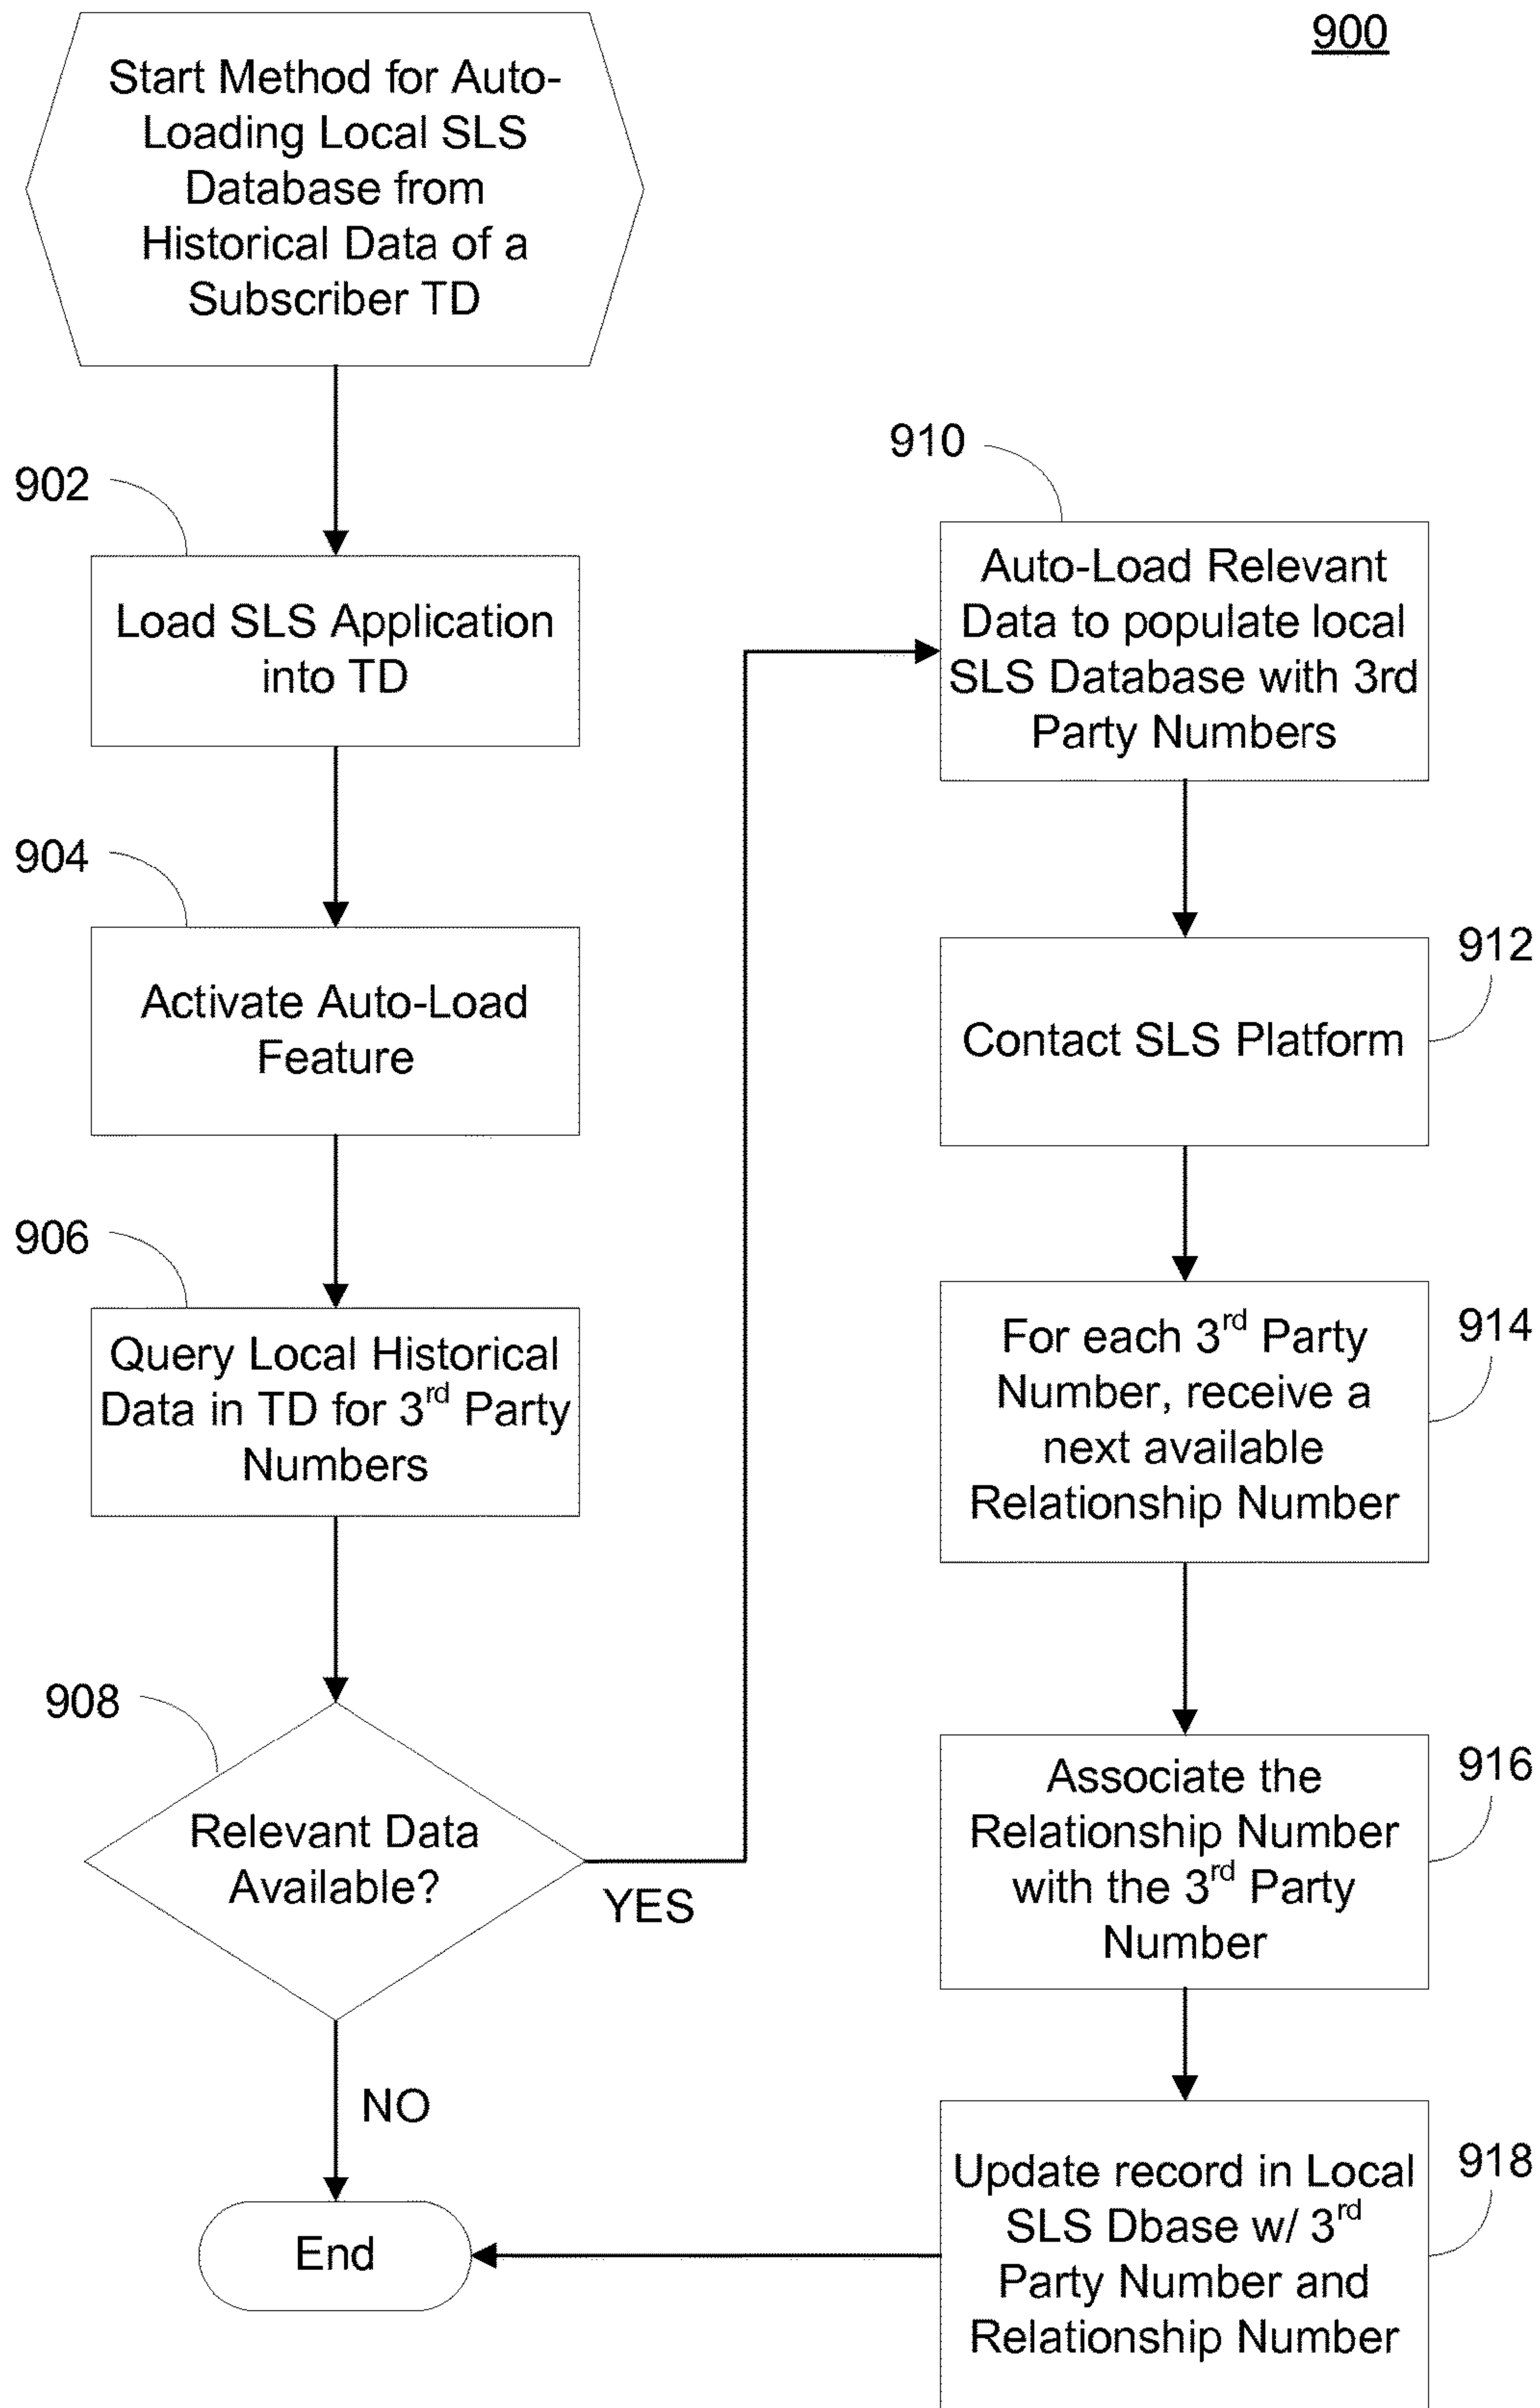 900
Start Method for Auto-
Loading Local SLS
Database from
Historical Data of a
Subscriber TD
902
Load SLS Application
into TD
904
Activate Auto-Load
Feature
906
Query Local Historical
Data in TD for 3rd Party
Numbers
908
Relevant Data
Available?
YES
NO
End
910
Auto-Load Relevant
Data to populate local
SLS Database with 3rd
Party Numbers
912
Contact SLS Platform
914
For each 3rd Party
Number, receive a
next available
Relationship Number
916
Associate the
Relationship Number
with the 3rd Party
Number
918
Update record in Local
SLS Dbase w/ 3rd
Party Number and
Relationship Number